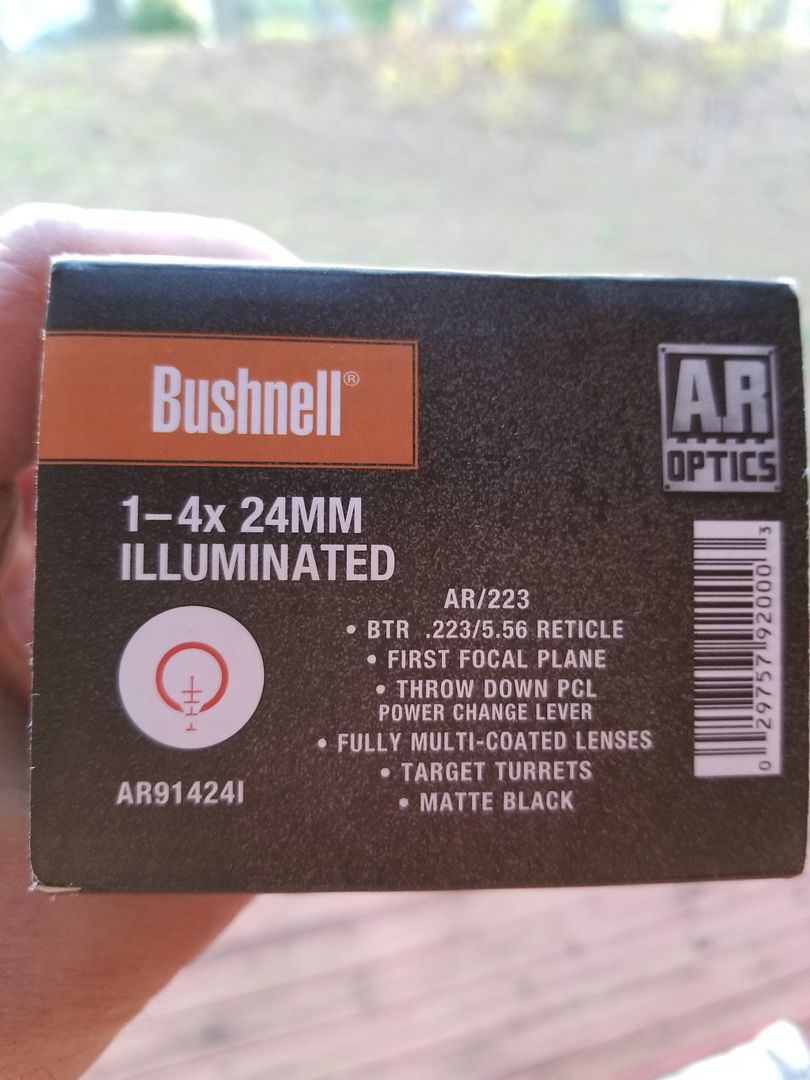 Bushnell®
AR
OPTICS
1–4x 24MM
ILLUMINATED
AR/223
• BTR .223/5.56 RETICLE
• FIRST FOCAL PLANE
• THROW DOWN PCL
POWER CHANGE LEVER
• FULLY MULTI-COATED LENSES
• TARGET TURRETS
• MATTE BLACK
AR91424I
0 29757 92000 3